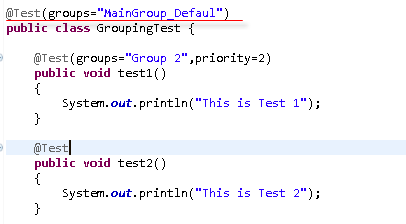 @Test(groups="MainGroup_Defaul")
public class GroupingTest {
@Test(groups="Group 2",priority=2)
public void test1()
{
System.out.println("This is Test 1");
}
@Test
public void test2()
{
System.out.println("This is Test 2");
}